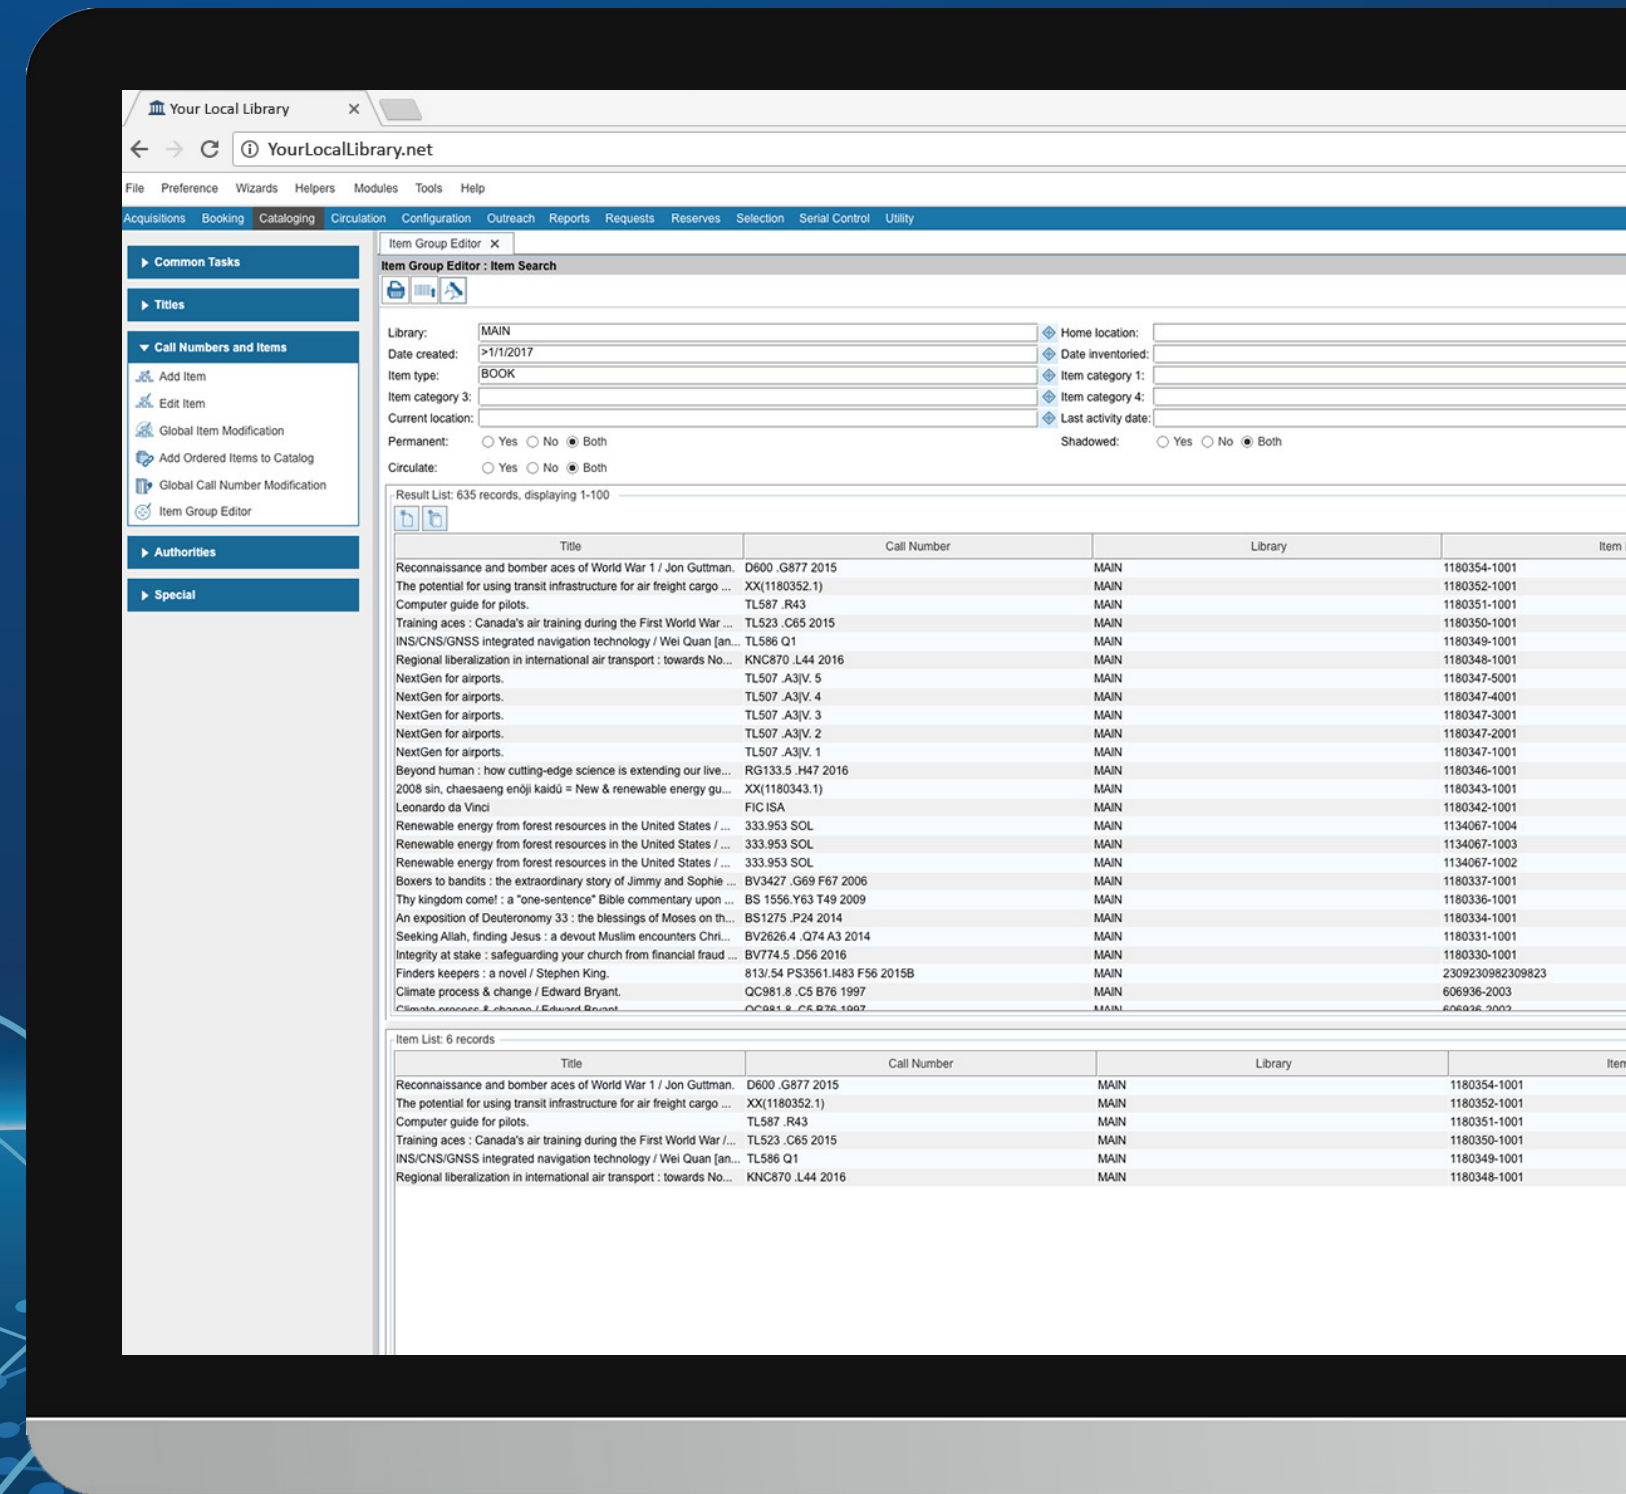 Your Local Library
YourLocalLibrary.net
File Preference Wizards Helpers Modules Tools Help
Acquisitions Booking Cataloging Circulation Configuration Outreach Reports Requests Reserves Selection Serial Control Utility
Common Tasks
Titles
Call Numbers and Items
Add Item
Edit Item
Global Item Modification
Add Ordered Items to Catalog
Global Call Number Modification
Item Group Editor
Authorities
Special
Item Group Editor
Item Group Editor : Item Search
Library: MAIN Home location:
Date created: >1/1/2017 Date inventoried:
Item type: BOOK Item category 1:
Item category 3: Item category 4:
Current location: Last activity date:
Permanent: Yes No Both Shadowed: Yes No Both
Circulate: Yes No Both
Result List: 635 records, displaying 1-100
Title Call Number Library Item
Reconnaissance and bomber aces of World War 1 / Jon Guttman. D600 .G877 2015 MAIN 1180354-1001
The potential for using transit infrastructure for air freight cargo ... XX(1180352.1) MAIN 1180352-1001
Computer guide for pilots. TL587 .R43 MAIN 1180351-1001
Training aces : Canada's air training during the First World War ... TL523 .C65 2015 MAIN 1180350-1001
INS/CNS/GNSS integrated navigation technology / Wei Quan [an... TL586 Q1 MAIN 1180349-1001
Regional liberalization in international air transport : towards No... KNC870 .L44 2016 MAIN 1180348-1001
NextGen for airports. TL507 .A3|V. 5 MAIN 1180347-5001
NextGen for airports. TL507 .A3|V. 4 MAIN 1180347-4001
NextGen for airports. TL507 .A3|V. 3 MAIN 1180347-3001
NextGen for airports. TL507 .A3|V. 2 MAIN 1180347-2001
NextGen for airports. TL507 .A3|V. 1 MAIN 1180347-1001
Beyond human : how cutting-edge science is extending our live... RG133.5 .H47 2016 MAIN 1180346-1001
2008 sin, chaesaeng enŏji kaidŭ = New & renewable energy gu... XX(1180343.1) MAIN 1180343-1001
Leonardo da Vinci FIC ISA MAIN 1180342-1001
Renewable energy from forest resources in the United States / ... 333.953 SOL MAIN 1134067-1004
Renewable energy from forest resources in the United States / ... 333.953 SOL MAIN 1134067-1003
Renewable energy from forest resources in the United States / ... 333.953 SOL MAIN 1134067-1002
Boxers to bandits : the extraordinary story of Jimmy and Sophie ... BV3427 .G69 F67 2006 MAIN 1180337-1001
Thy kingdom come! : a "one-sentence" Bible commentary upon ... BS 1556.Y63 T49 2009 MAIN 1180336-1001
An exposition of Deuteronomy 33 : the blessings of Moses on th... BS1275 .P24 2014 MAIN 1180334-1001
Seeking Allah, finding Jesus : a devout Muslim encounters Chri... BV2626.4 .Q74 A3 2014 MAIN 1180331-1001
Integrity at stake : safeguarding your church from financial fraud ... BV774.5 .D56 2016 MAIN 1180330-1001
Finders keepers : a novel / Stephen King. 813/.54 PS3561.I483 F56 2015B MAIN 2309230982309823
Climate process & change / Edward Bryant. QC981.8 .C5 B76 1997 MAIN 606936-2003
Climate process & change / Edward Bryant. QC981.8 .C5 B76 1997 MAIN 606936-2002
Item List: 6 records
Title Call Number Library Item
Reconnaissance and bomber aces of World War 1 / Jon Guttman. D600 .G877 2015 MAIN 1180354-1001
The potential for using transit infrastructure for air freight cargo ... XX(1180352.1) MAIN 1180352-1001
Computer guide for pilots. TL587 .R43 MAIN 1180351-1001
Training aces : Canada's air training during the First World War /... TL523 .C65 2015 MAIN 1180350-1001
INS/CNS/GNSS integrated navigation technology / Wei Quan [an... TL586 Q1 MAIN 1180349-1001
Regional liberalization in international air transport : towards No... KNC870 .L44 2016 MAIN 1180348-1001